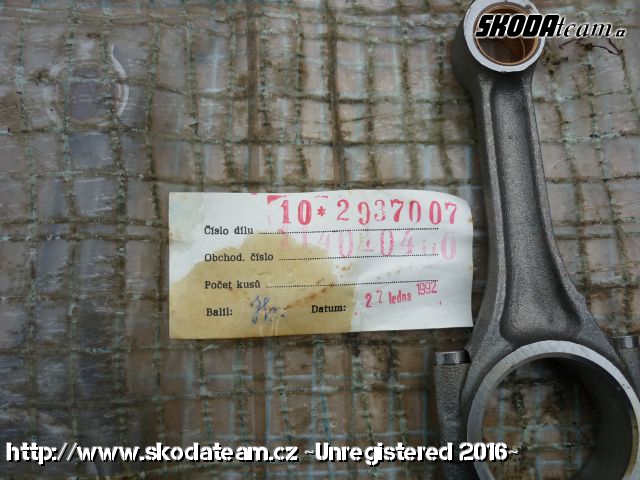 SKODAteam.cz
10*2937007
Číslo dílu
Obchod. číslo
Počet kusů
Balil: Datum: 27 ledna 1992
http://www.skodateam.cz ~Unregistered 2016~